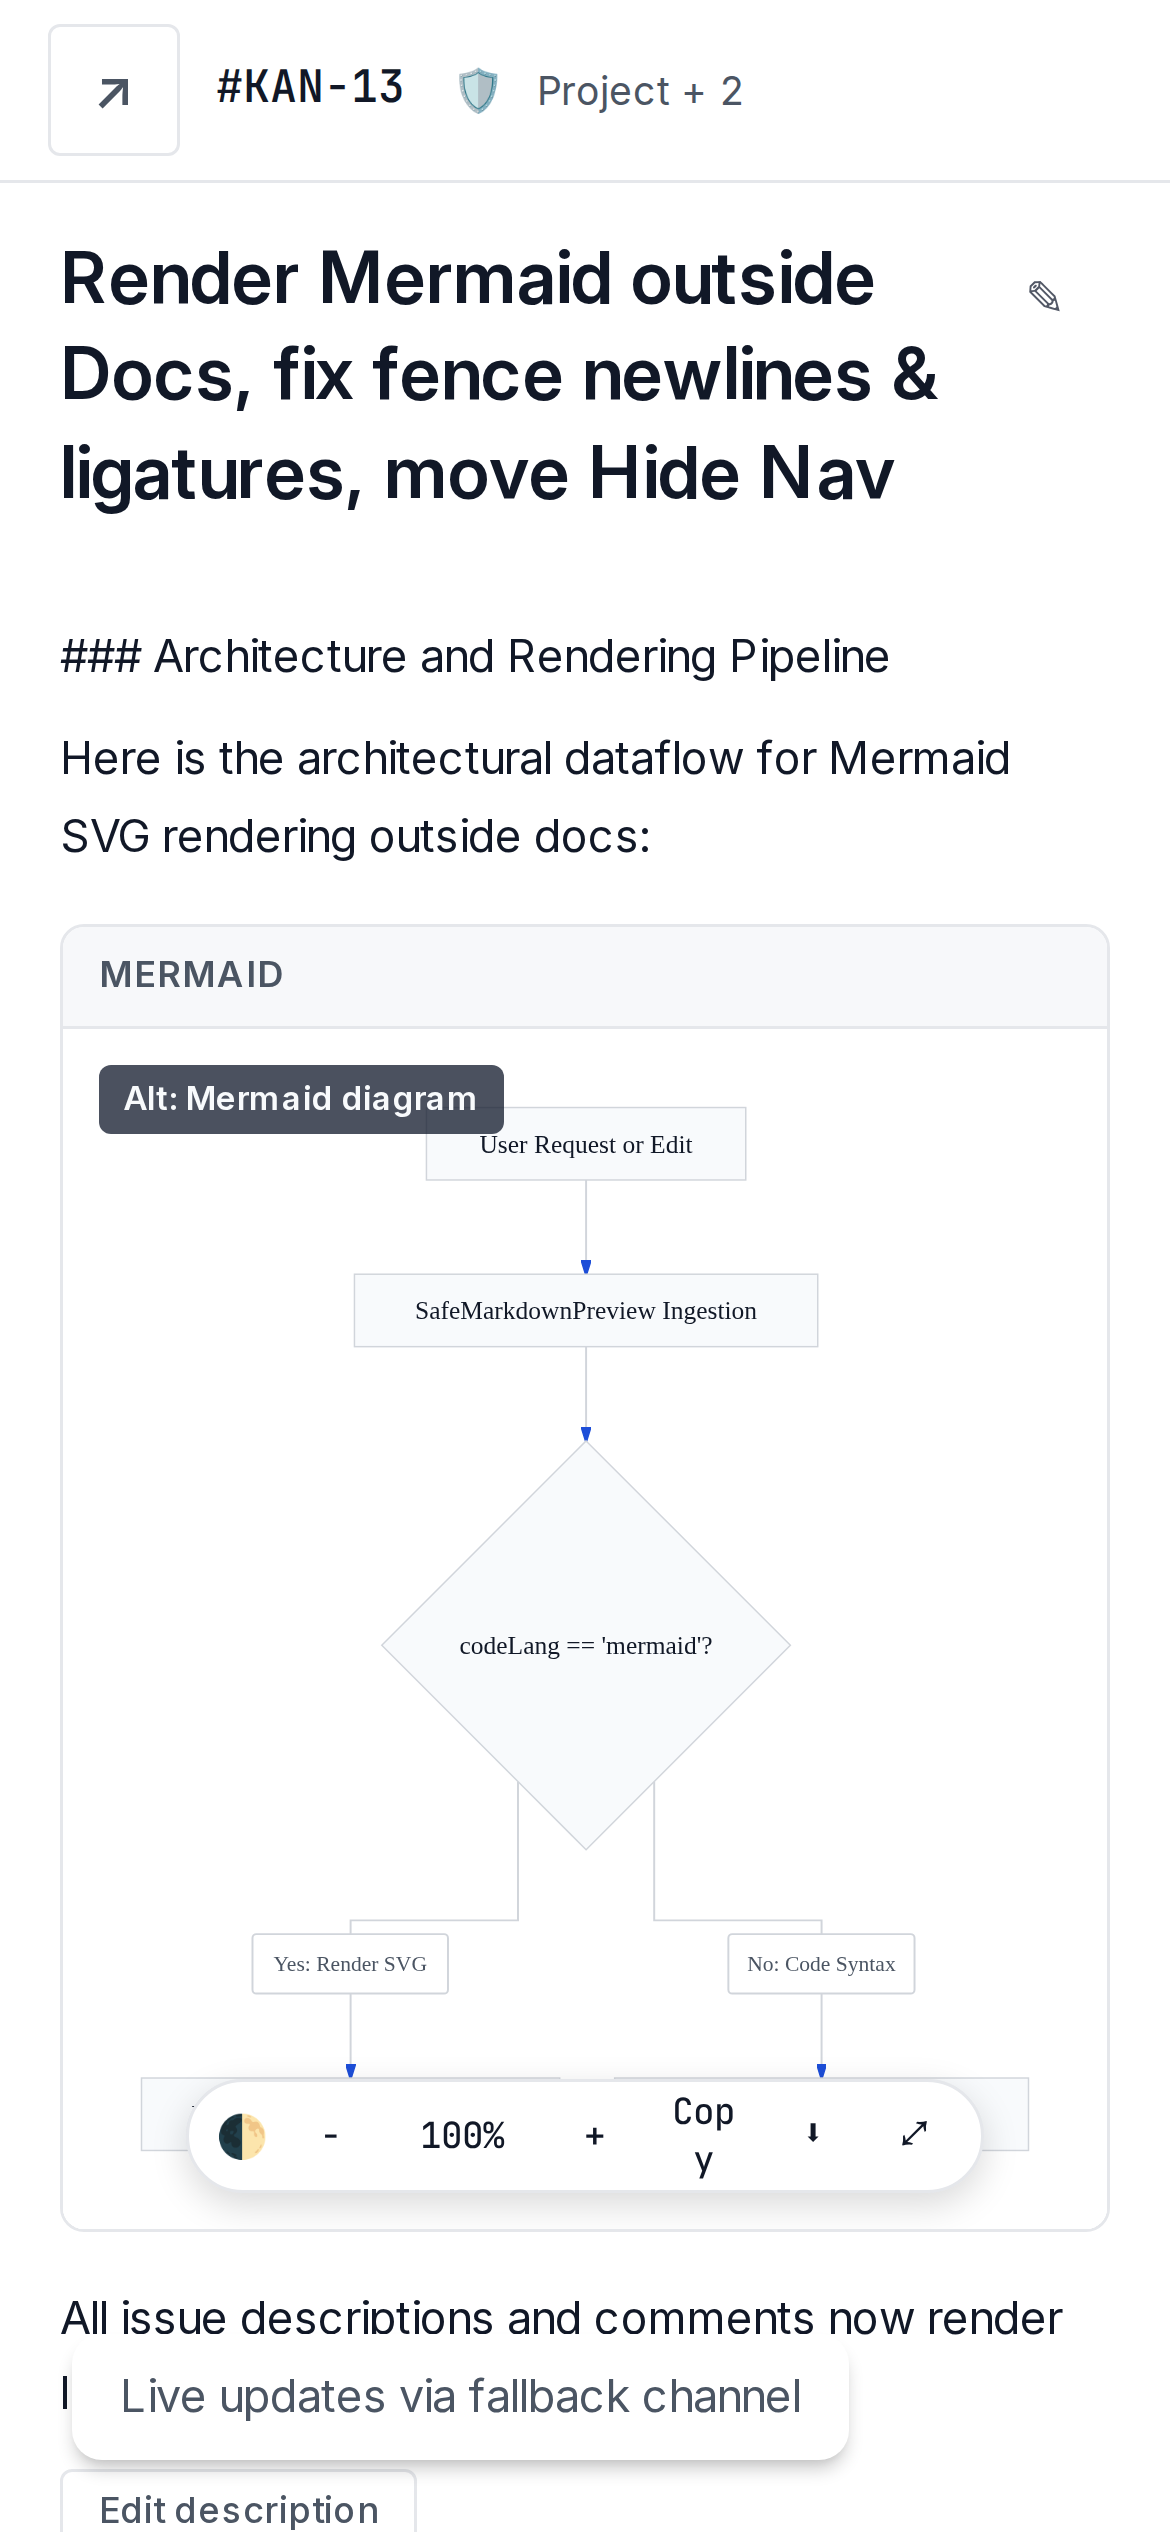 #KAN-13 Project + 2
Render Mermaid outside
Docs, fix fence newlines &
ligatures, move Hide Nav
### Architecture and Rendering Pipeline
Here is the architectural dataflow for Mermaid
SVG rendering outside docs:
MERMAID
Alt: Mermaid diagram
User Request or Edit
SafeMarkdownPreview Ingestion
codeLang == 'mermaid'?
Yes: Render SVG
No: Code Syntax
- 100% + Cop
y
All issue descriptions and comments now render
Live updates via fallback channel
Edit description